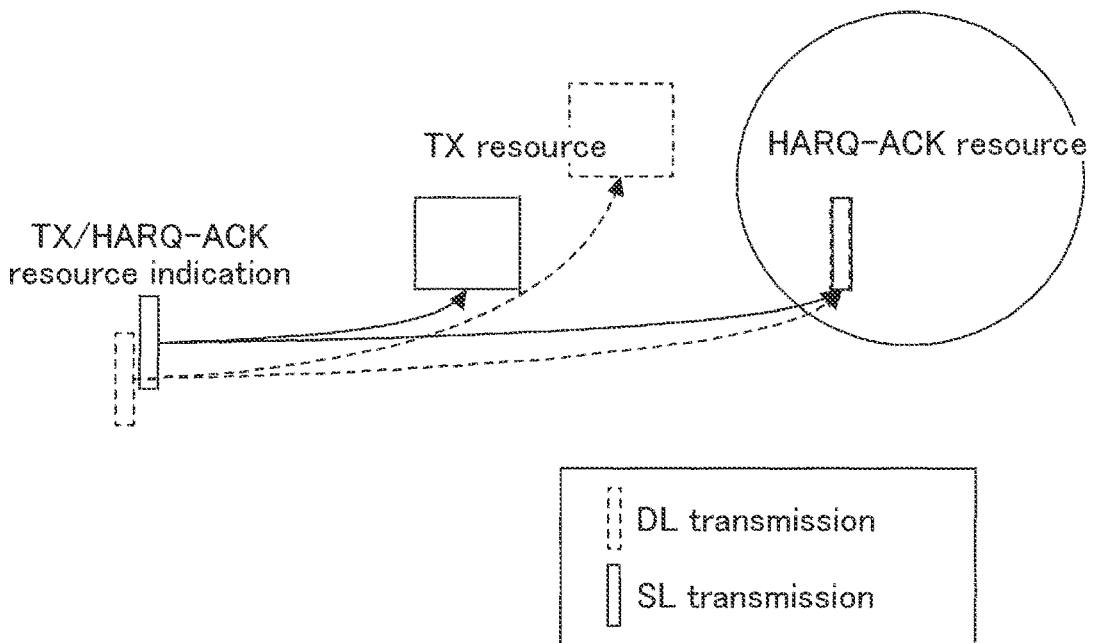 TX resource
HARQ-ACK resource
TX/HARQ-ACK
resource indication
DL transmission
SL transmission